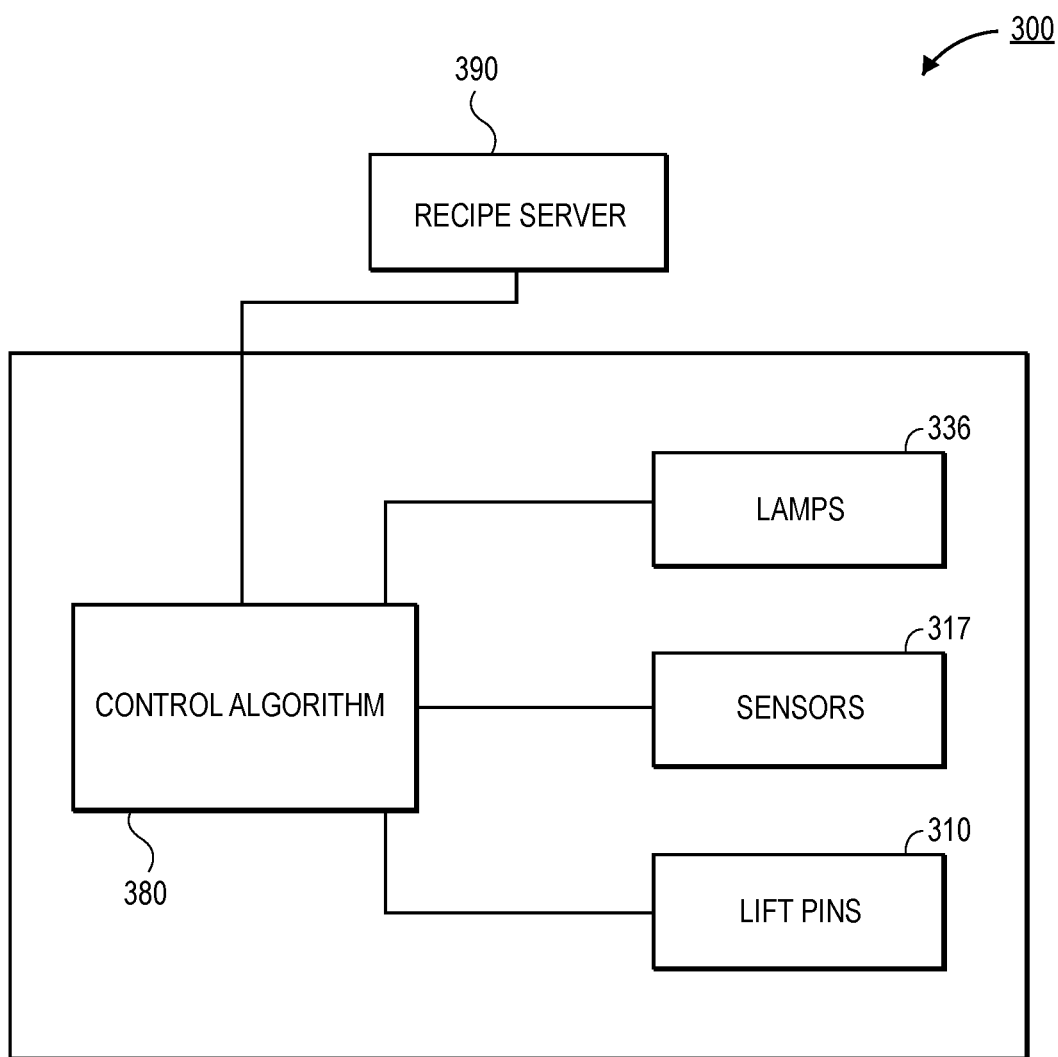 300
390
RECIPE SERVER
336
LAMPS
317
SENSORS
CONTROL ALGORITHM
310
LIFT PINS
380